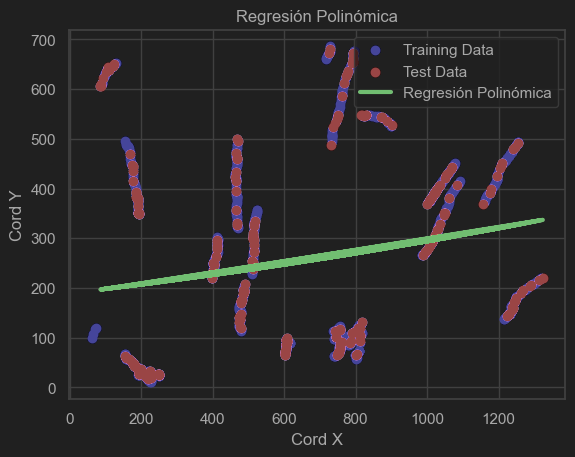 Regresión Polinómica
Training Data
Test Data
Regresión Polinómica
Cord Y
700
600
500
400
300
200
100
0
0 200 400 600 800 1000 1200
Cord X